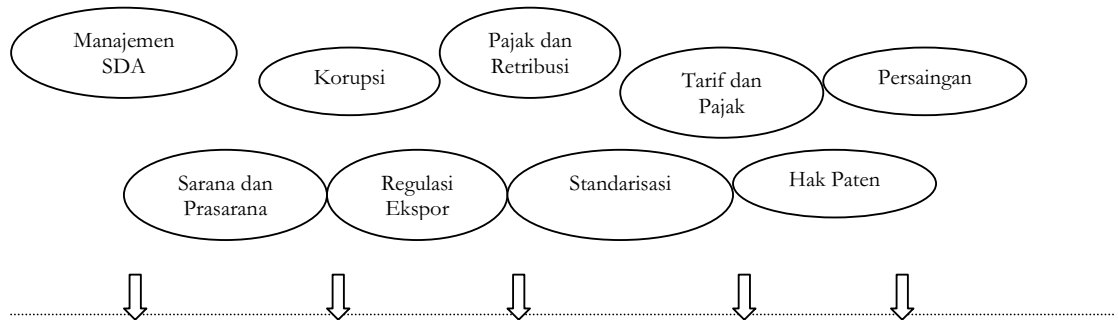 Manajemen
SDA
Korupsi
Pajak dan
Retribusi
Tarif dan
Pajak
Persaingan
Sarana dan
Prasarana
Regulasi
Ekspor
Standarisasi
Hak Paten